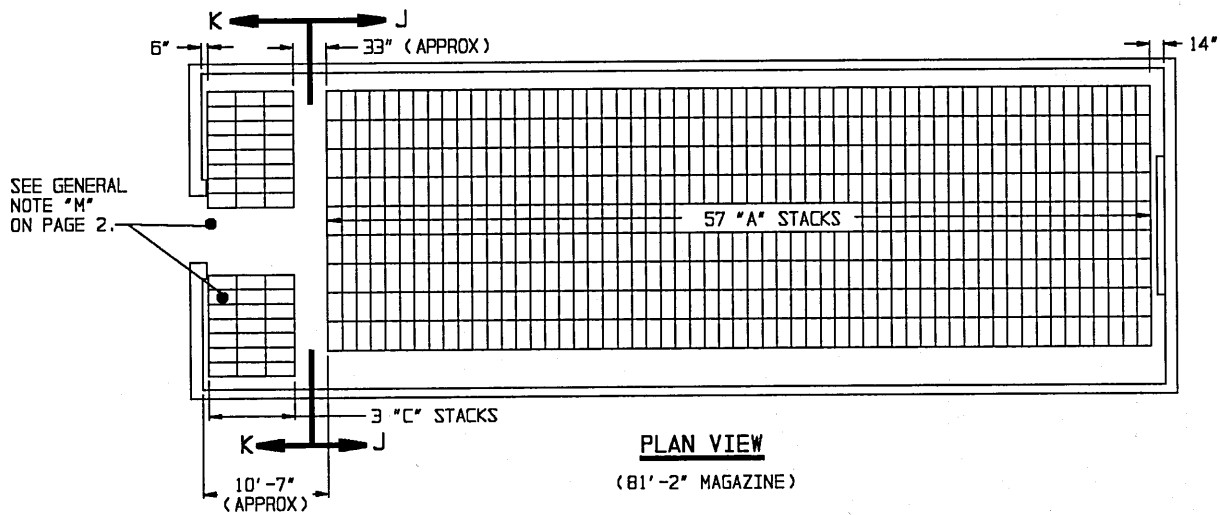 K J
6" 33" (APPROX) 14"
SEE GENERAL
NOTE "M"
ON PAGE 2.
57 "A" STACKS
3 "C" STACKS
K J
10'-7"
(APPROX)
PLAN VIEW
(81'-2" MAGAZINE)